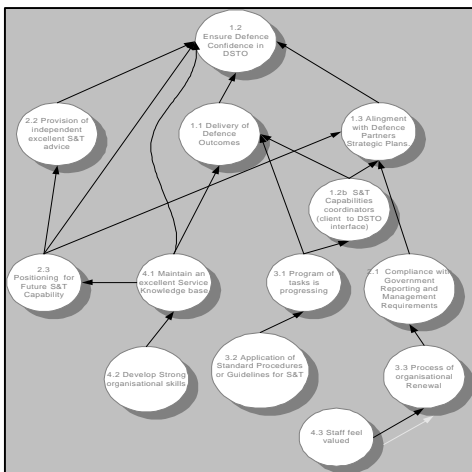 1.2
Ensure Defence
Confidence in
DSTO
2.2 Provision of
independent
excellent S&T
advice
1.1 Delivery of
Defence
Outcomes
1.3 Alingment
with Defence
Partners
Strategic Plans.
1.2b S&T
Capabilities
coordinators
(client to DSTO
interface)
2.3
Positioning for
Future S&T
Capability
4.1 Maintain an
excellent Service
Knowledge base
3.1 Program of
tasks is
progressing
2.1 Compliance with
Government
Reporting and
Management
Requirements
4.2 Develop Strong
organisational skills
3.2 Application of
Standard Procedures
or Guidelines for S&T
3.3 Process of
organisational
Renewal
4.3 Staff feel
valued